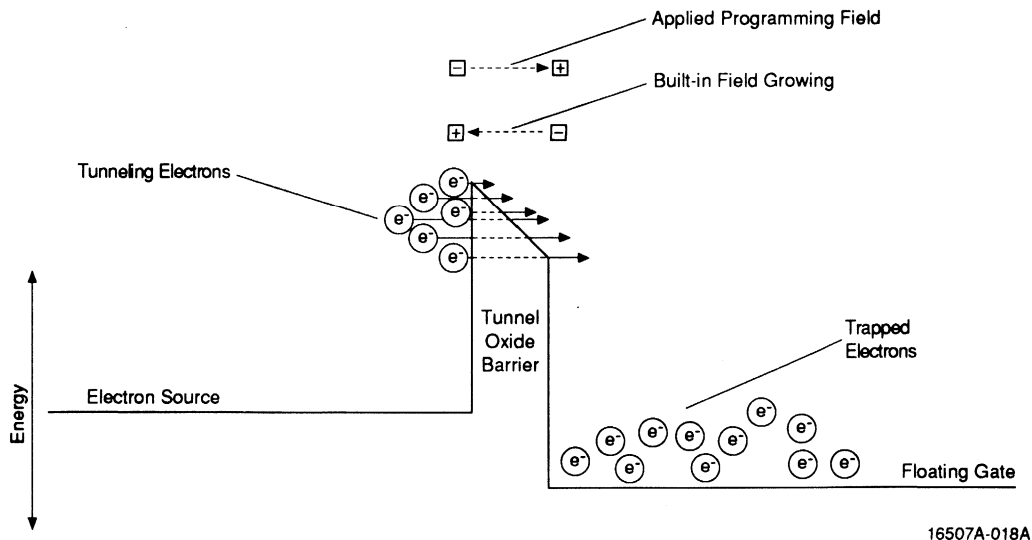 Applied Programming Field
− +
Built-in Field Growing
+ −
Tunneling Electrons
e-
e-
e-
e-
e-
e-
Tunnel
Oxide
Barrier
Trapped
Electrons
Energy
Electron Source
e-
e-
e-
e-
e-
e-
e-
e-
e-
e-
e-
Floating Gate
16507A-018A